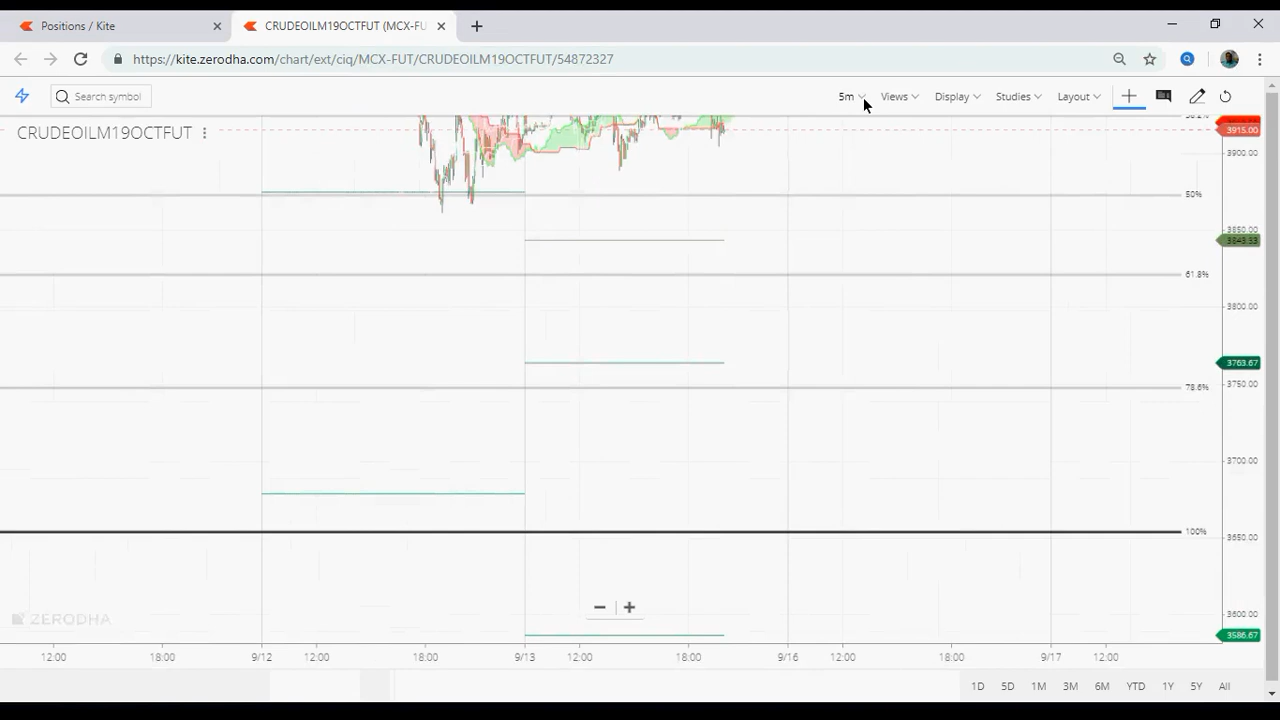 Positions / Kite
CRUDEOILM19OCTFUT (MCX-FU
https://kite.zerodha.com/chart/ext/ciq/MCX-FUT/CRUDEOILM19OCTFUT/54872327
Search symbol
5m Views Display Studies Layout
CRUDEOILM19OCTFUT
3915.00
3900.00
50%
3850.00
3843.33
61.8%
3800.00
3763.67
3750.00
78.6%
3700.00
100%
3650.00
3600.00
ZERODHA
3586.67
12:00 18:00 9/12 12:00 18:00 9/13 12:00 18:00 9/16 12:00 18:00 9/17 12:00
1D 5D 1M 3M 6M YTD 1Y 5Y All